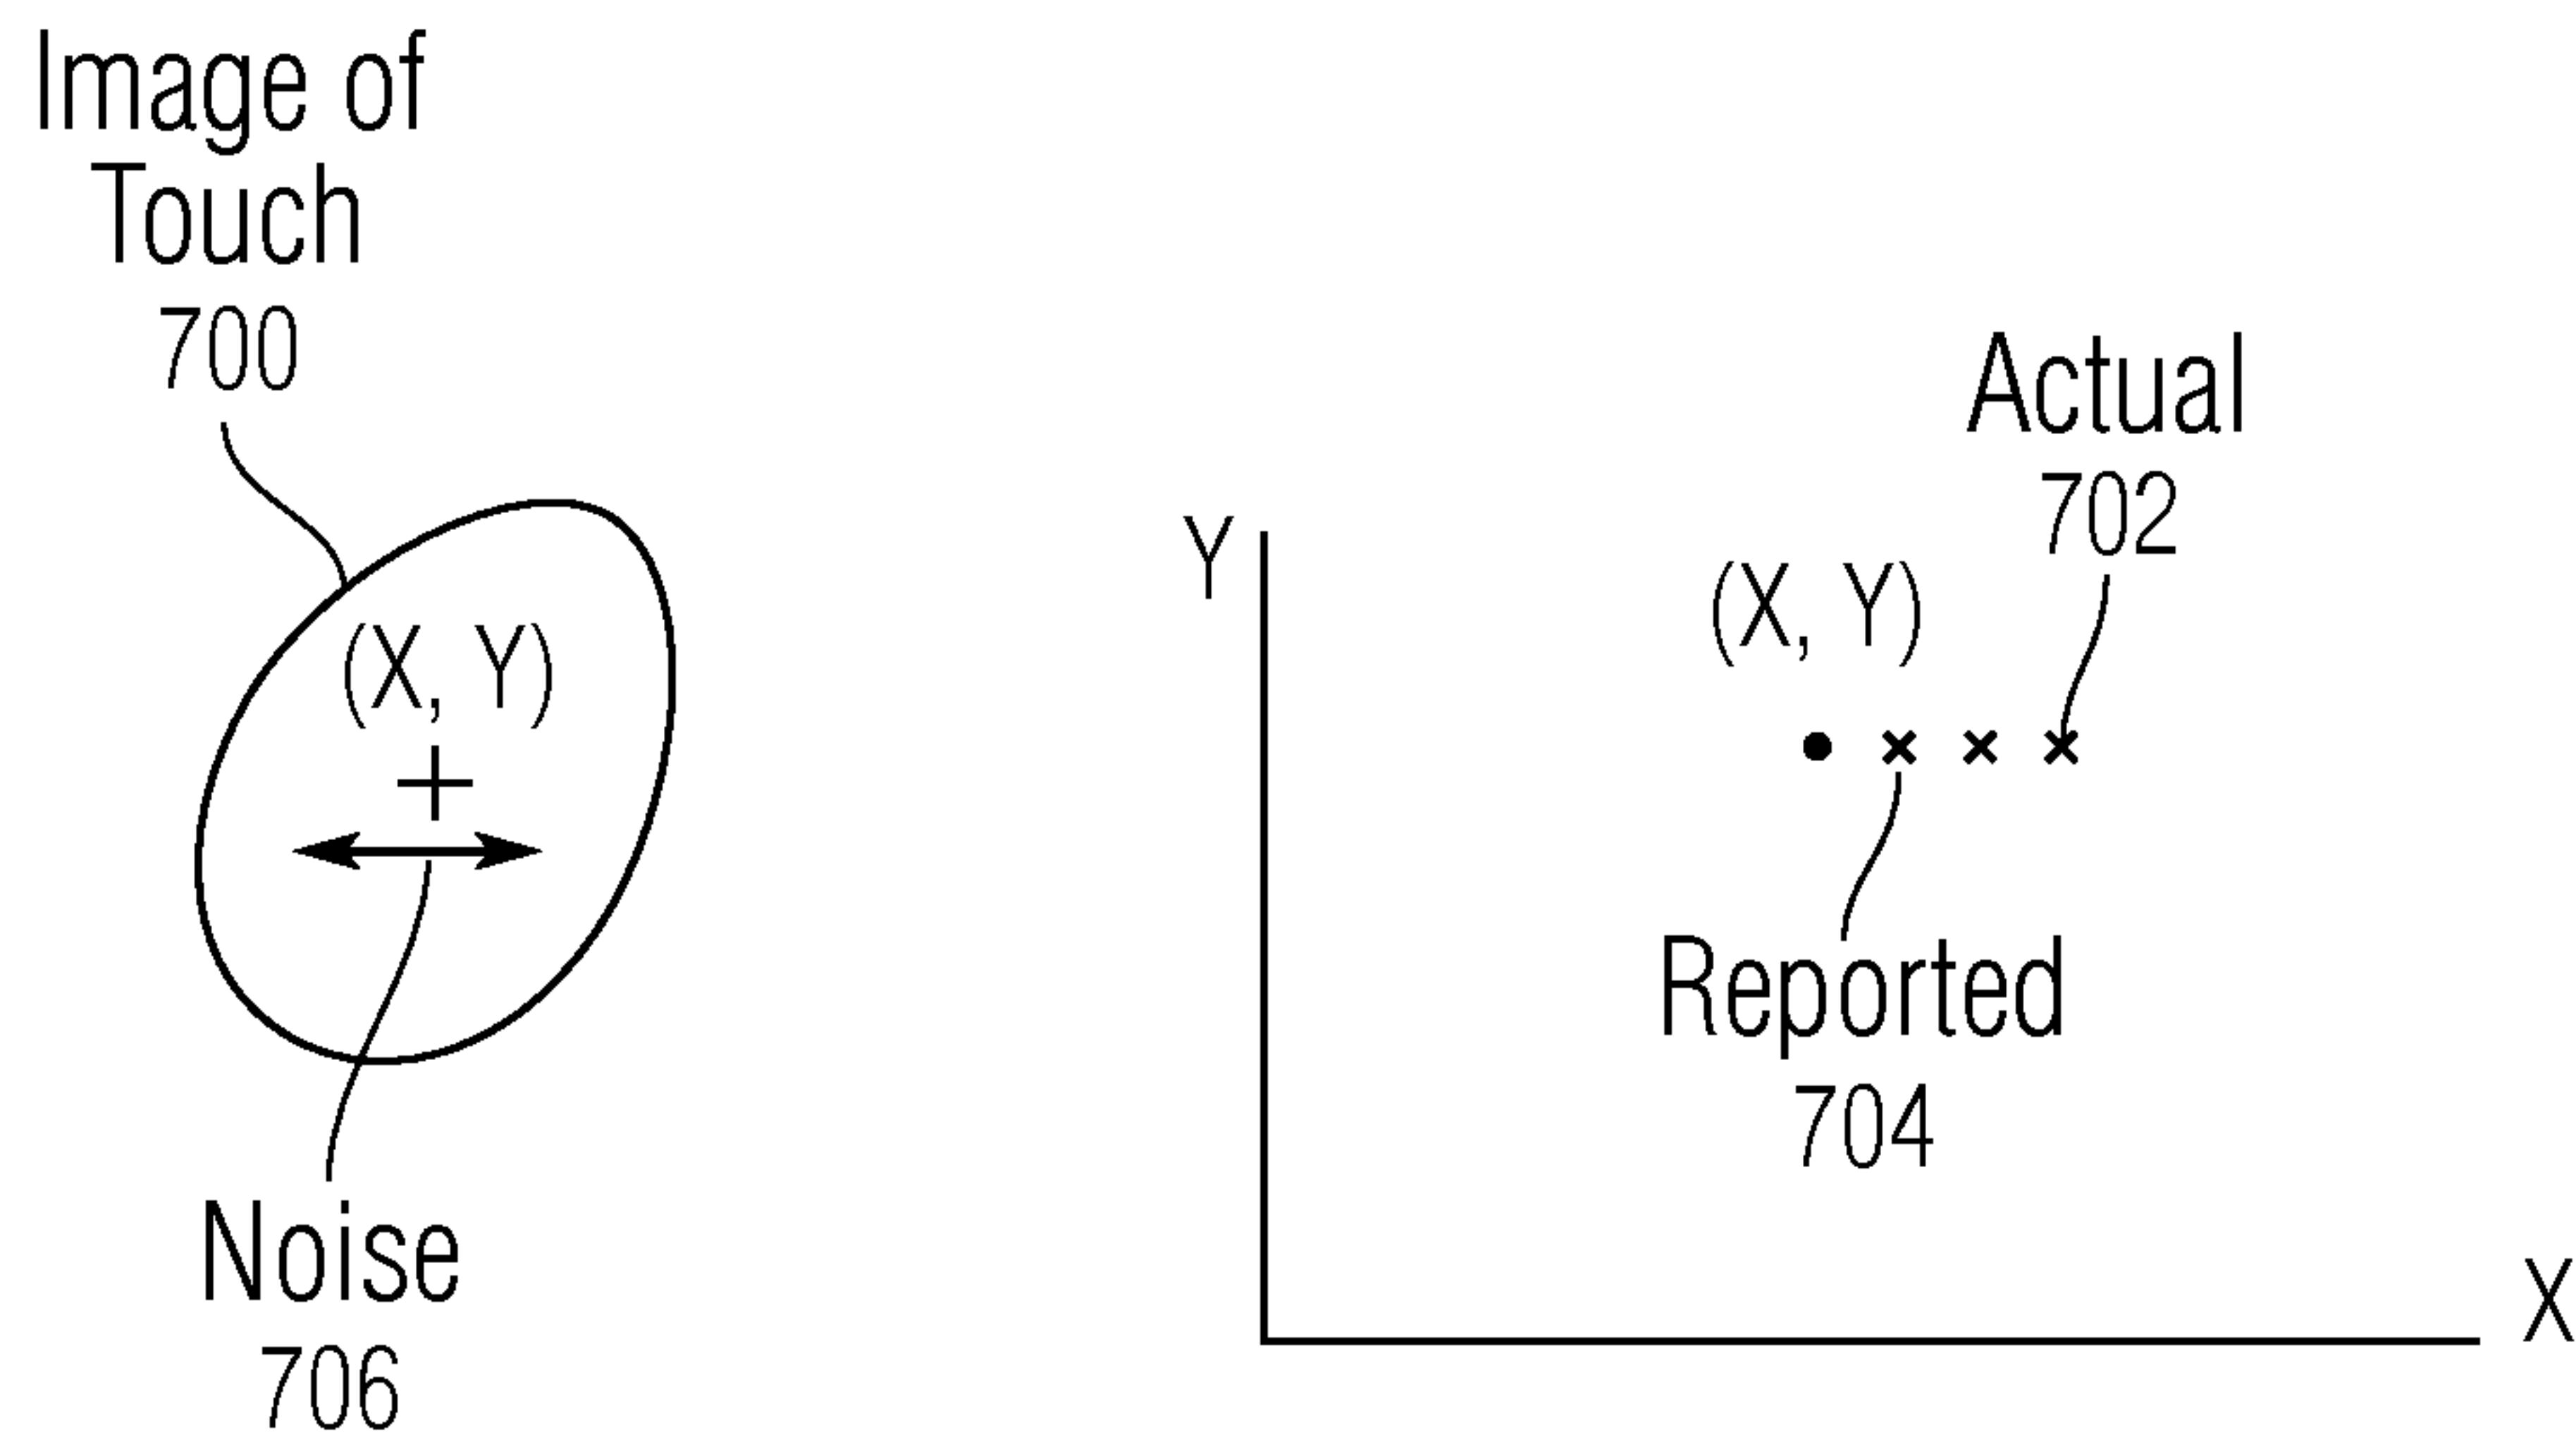 Image of
Touch
700
(X, Y)
Noise
706
Actual
702
Y
(X, Y)
Reported
704
X